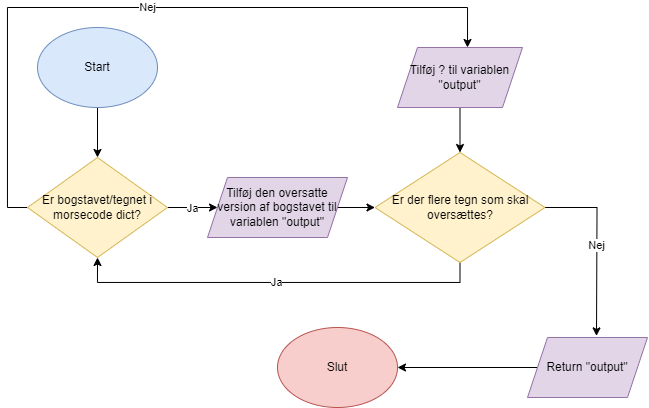 Nej
Start
Tilføj ? til variablen
"output"
Er bogstavet/tegnet i
morsecode dict?
Ja
Tilføj den oversatte
version af bogstavet til
variablen "output"
Er der flere tegn som skal
oversættes?
Nej
Ja
Slut
Return "output"